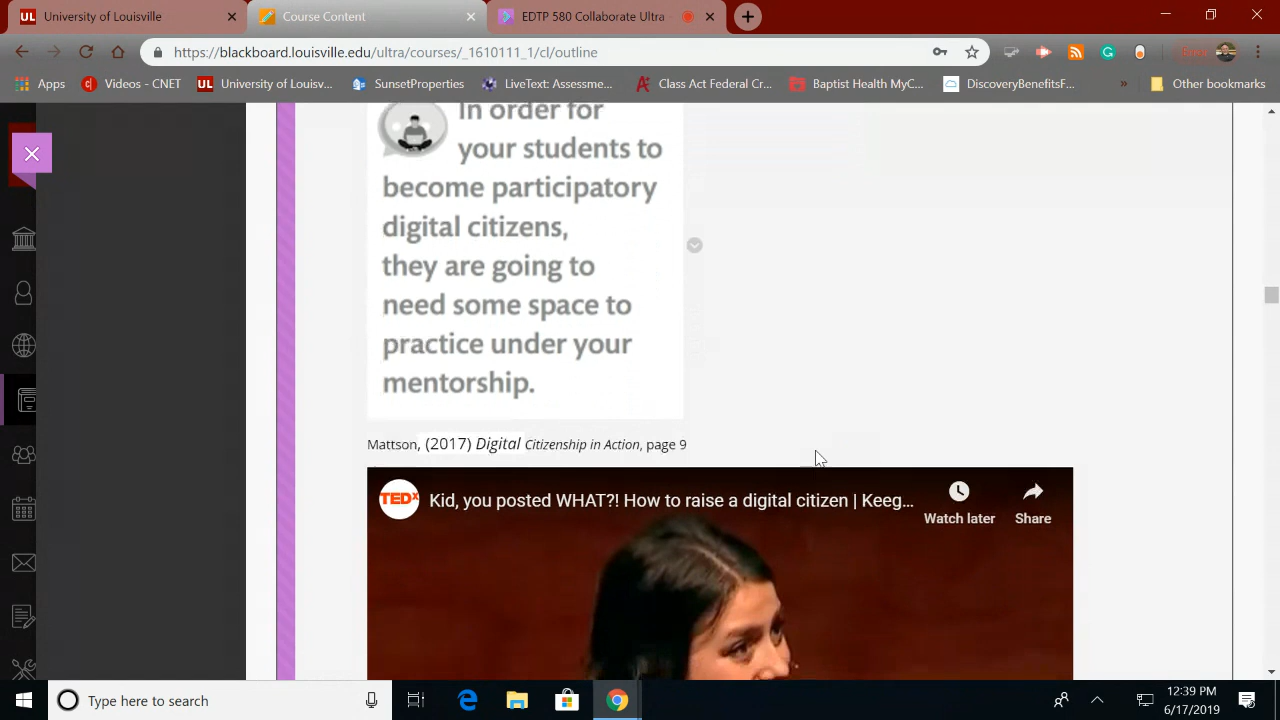 University of Louisville
Course Content
EDTP 580 Collaborate Ultra -
https://blackboard.louisville.edu/ultra/courses/_1610111_1/cl/outline
Apps
Videos - CNET
UL University of Louisv...
SunsetProperties
LiveText: Assessme...
Class Act Federal Cr...
Baptist Health MyC...
DiscoveryBenefitsF...
» Other bookmarks
In order for
your students to
become participatory
digital citizens,
they are going to
need some space to
practice under your
mentorship.
Mattson, (2017) Digital Citizenship in Action, page 9
TEDx Kid, you posted WHAT?! How to raise a digital citizen | Keeg...
Watch later
Share
Type here to search
12:39 PM
6/17/2019